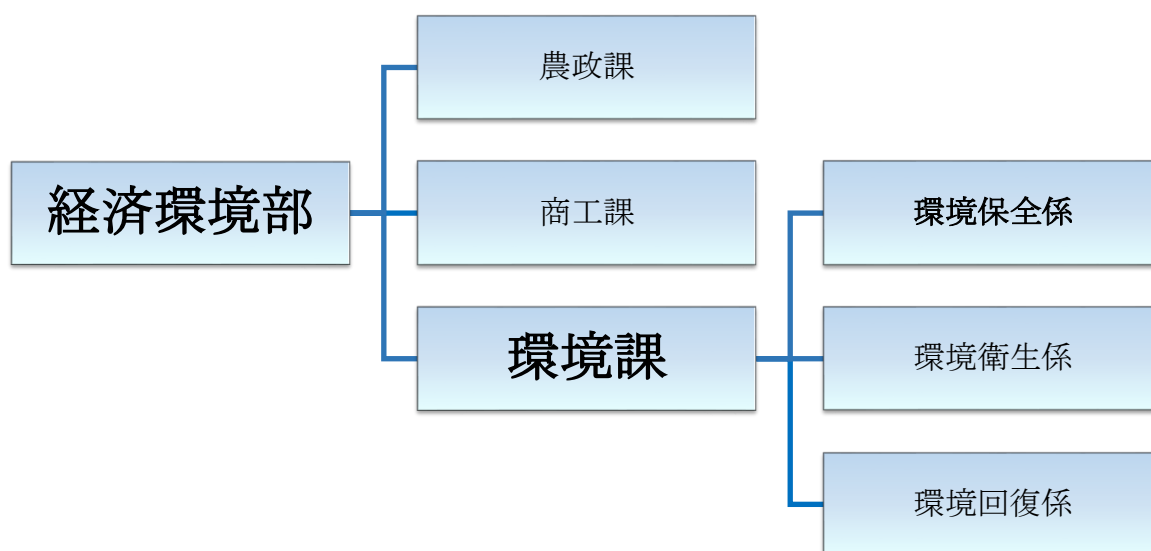 経済環境部
農政課
商工課
環境課
環境保全係
環境衛生係
環境回復係